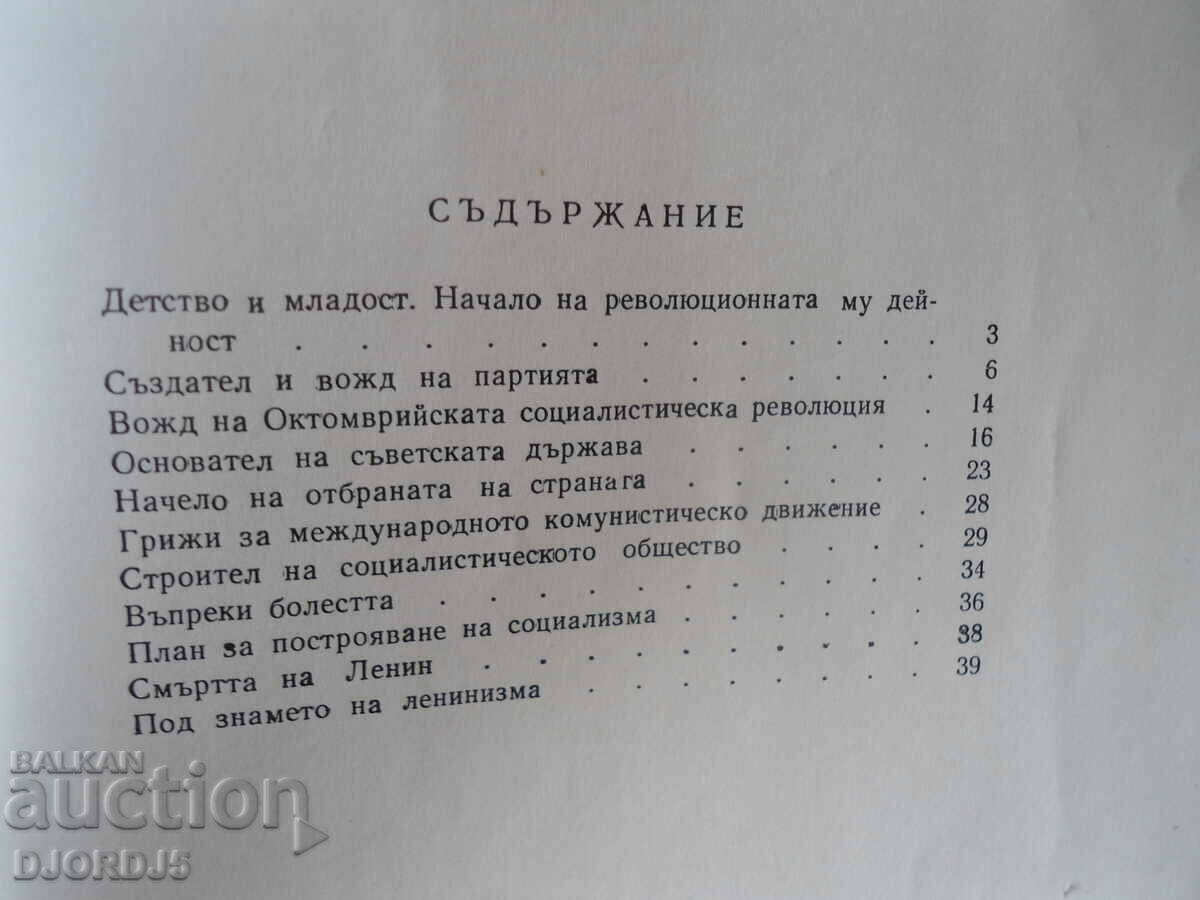 СЪДЪРЖАНИЕ
Детство и младост. Начало на революционната му дей-
ност . . . . . . . . . . . 3
Създател и вожд на партията . . . . . . . 6
Вожд на Октомврийската социалистическа революция . 14
Основател на съветската държава . . . . . 16
Начело на отбраната на странага . . . . . 23
Грижи за международното комунистическо движение . 28
Строител на социалистическото общество . . . . 29
Въпреки болестта . . . . . . . . . . 34
План за построяване на социализма . . . . . 36
Смъртта на Ленин . . . . . . . . . 38
Под знамето на ленинизма . . . . . . . 39
BALKAN
auction
DJORDJ5